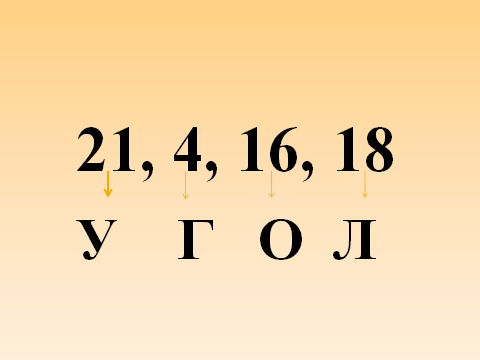 21, 4, 16, 18
У Г О Л